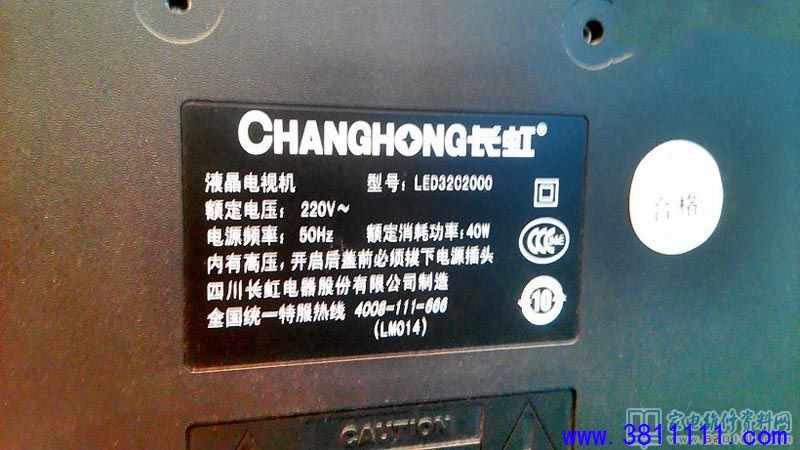 CHANGHONG长虹®
液晶电视机 型号: LED32C2000
额定电压: 220V~
电源频率: 50Hz 额定消耗功率: 40W
内有高压, 开启后盖前必须拔下电源插头
四川长虹电器股份有限公司制造
全国统一特服热线 4008-111-666
(LM014)
CCC S&E
10
合格
CAUTION
家电维修资料网
www.3811111.com